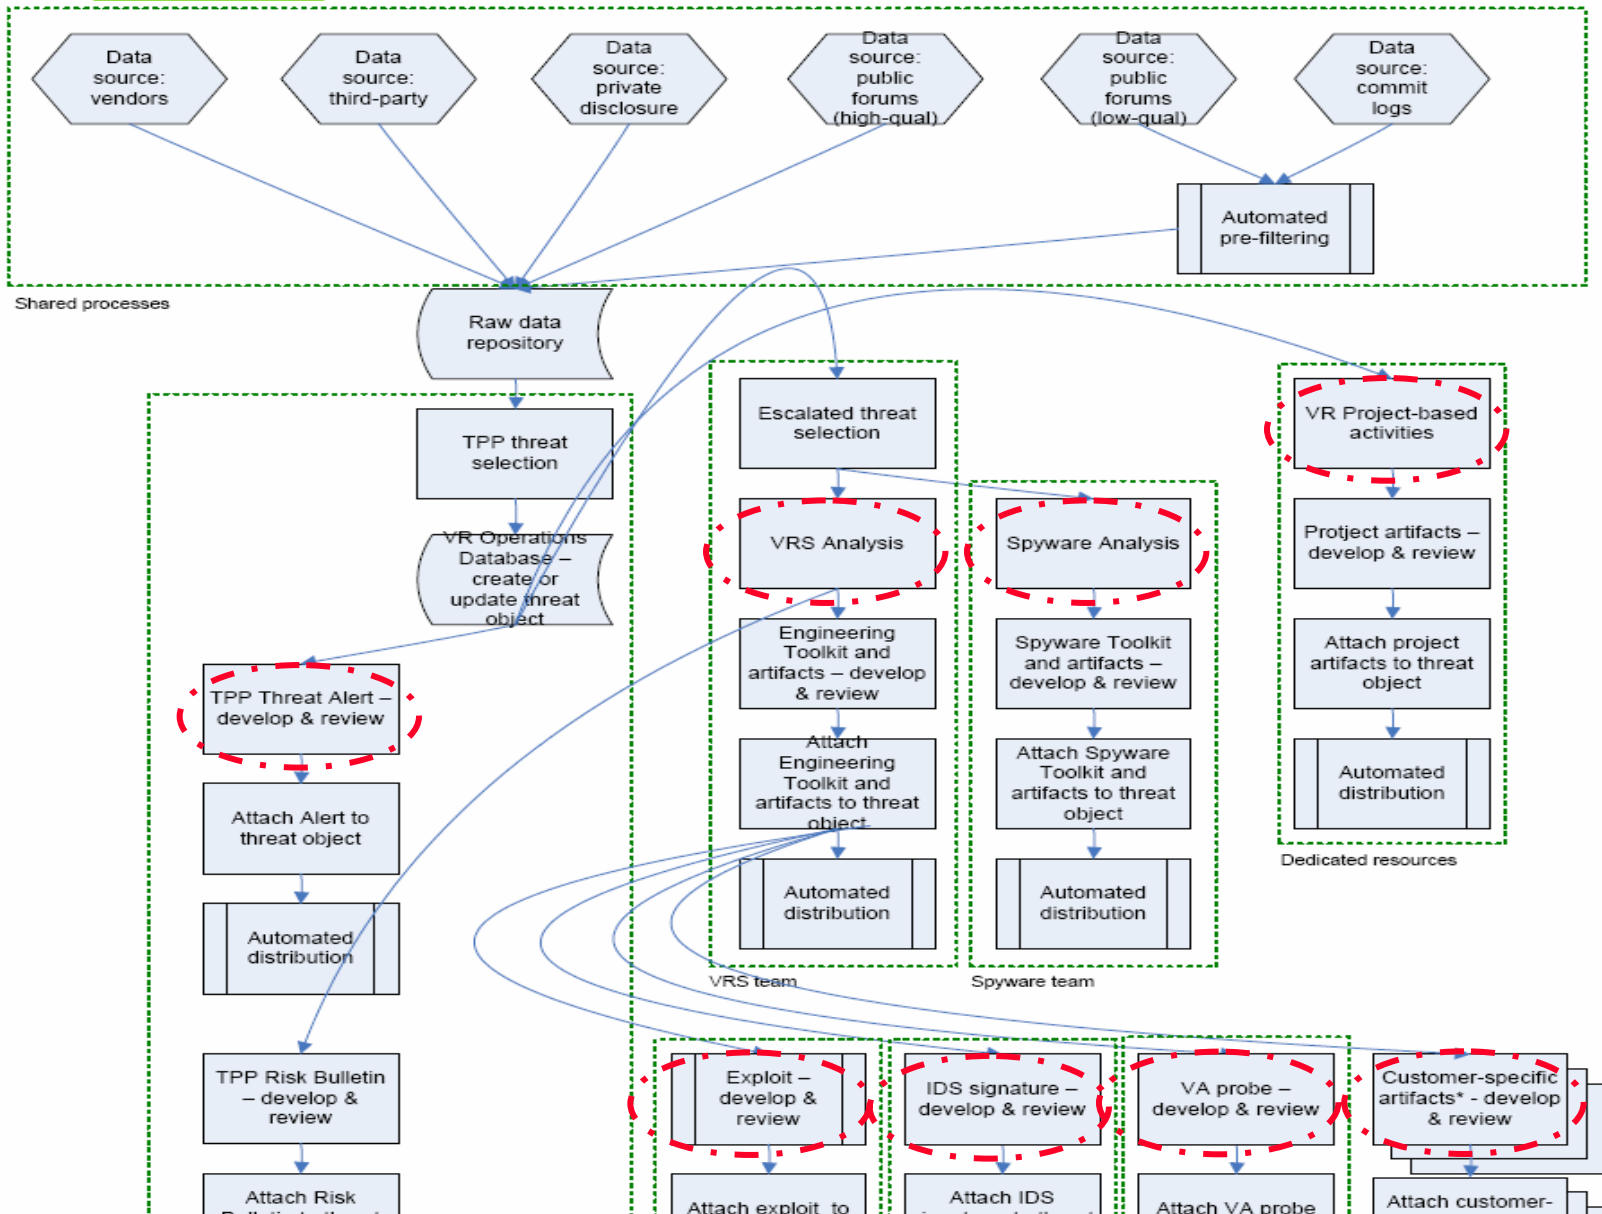 Data
source:
vendors
Data
source:
third-party
Data
source:
private
disclosure
Data
source:
public
forums
(high-qual)
Data
source:
public
forums
(low-qual)
Data
source:
commit
logs
Automated
pre-filtering
Shared processes
Raw data
repository
TPP threat
selection
VR Operations
Database –
create or
update threat
object
Escalated threat
selection
VR Project-based
activities
VRS Analysis
Spyware Analysis
Protject artifacts –
develop & review
Engineering
Toolkit and
artifacts – develop
& review
Spyware Toolkit
and artifacts –
develop & review
Attach project
artifacts to threat
object
TPP Threat Alert –
develop & review
Attach
Engineering
Toolkit and
artifacts to threat
object
Attach Spyware
Toolkit and
artifacts to threat
object
Automated
distribution
Attach Alert to
threat object
Dedicated resources
Automated
distribution
Automated
distribution
Automated
distribution
VRS team
Spyware team
TPP Risk Bulletin
– develop &
review
Exploit –
develop &
review
IDS signature –
develop & review
VA probe –
develop & review
Customer-specific
artifacts* - develop
& review
Attach Risk
Attach exploit to
Attach IDS
Attach VA probe
Attach customer-